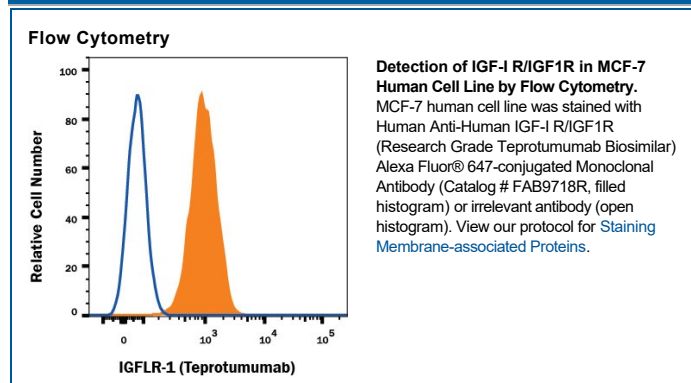 Flow Cytometry
Relative Cell Number
100
80
60
40
20
0
0
10³
10⁴
10⁵
IGFLR-1 (Teprotumumab)
Detection of IGF-I R/IGF1R in MCF-7
Human Cell Line by Flow Cytometry.
MCF-7 human cell line was stained with
Human Anti-Human IGF-I R/IGF1R
(Research Grade Teprotumumab Biosimilar)
Alexa Fluor® 647-conjugated Monoclonal
Antibody (Catalog # FAB9718R, filled
histogram) or irrelevant antibody (open
histogram). View our protocol for Staining
Membrane-associated Proteins.